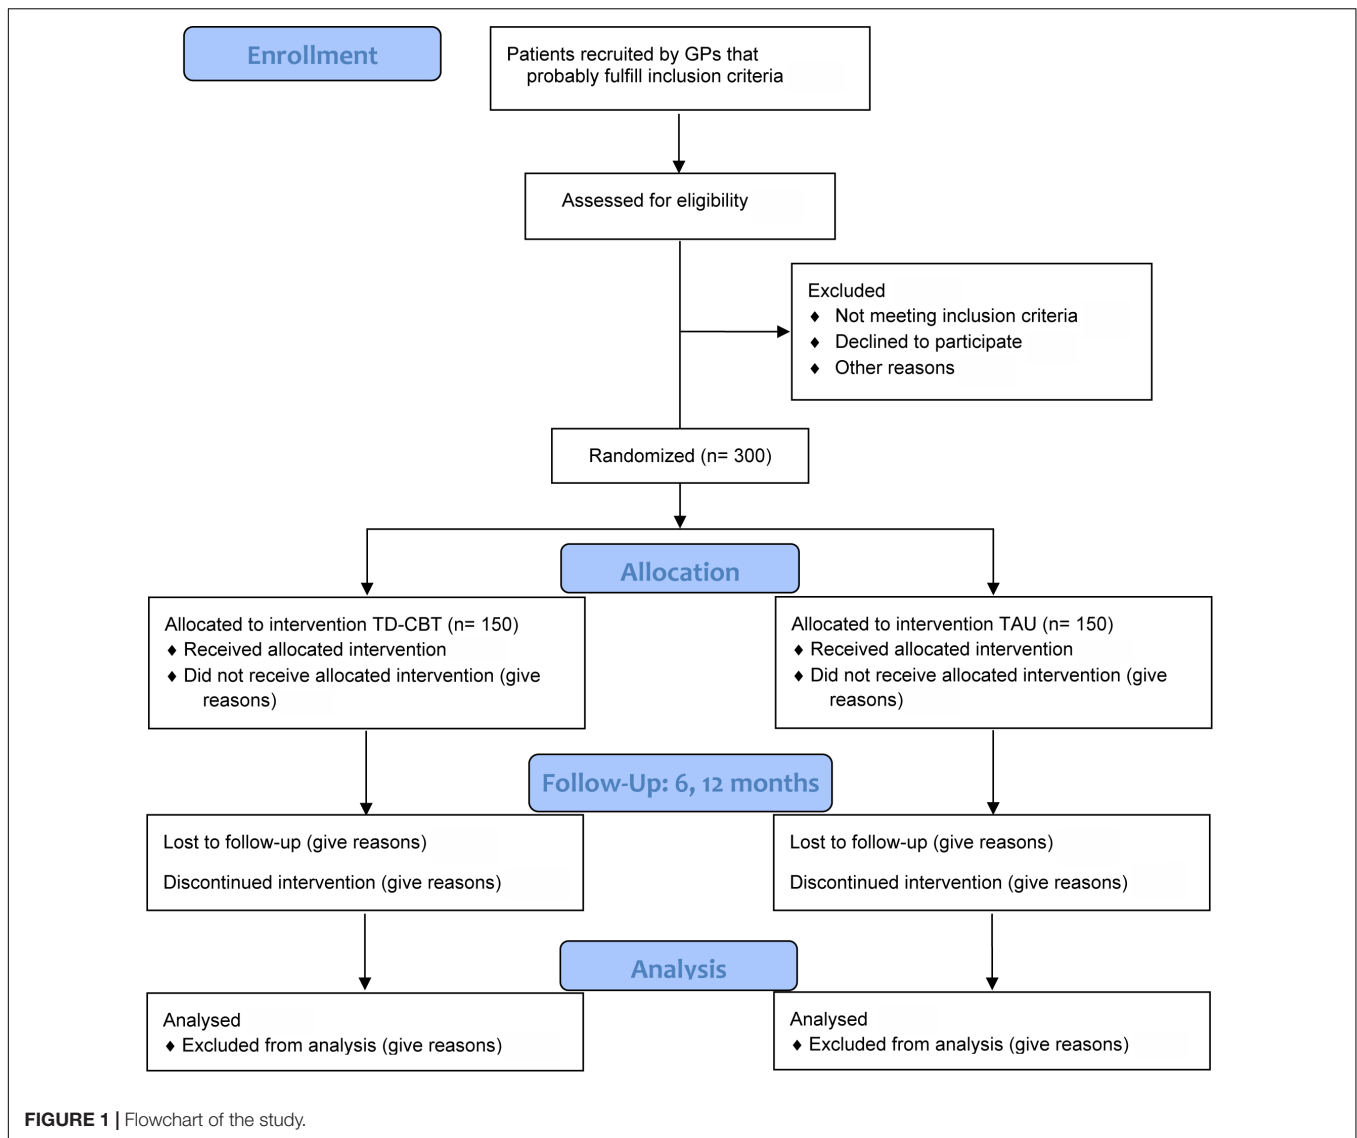 Enrollment
Patients recruited by GPs that
probably fulfill inclusion criteria
Assessed for eligibility
Excluded
♦ Not meeting inclusion criteria
♦ Declined to participate
♦ Other reasons
Randomized (n= 300)
Allocation
Allocated to intervention TD-CBT (n= 150)
♦ Received allocated intervention
♦ Did not receive allocated intervention (give
reasons)
Allocated to intervention TAU (n= 150)
♦ Received allocated intervention
♦ Did not receive allocated intervention (give
reasons)
Follow-Up: 6, 12 months
Lost to follow-up (give reasons)
Discontinued intervention (give reasons)
Lost to follow-up (give reasons)
Discontinued intervention (give reasons)
Analysis
Analysed
♦ Excluded from analysis (give reasons)
Analysed
♦ Excluded from analysis (give reasons)
FIGURE 1 | Flowchart of the study.